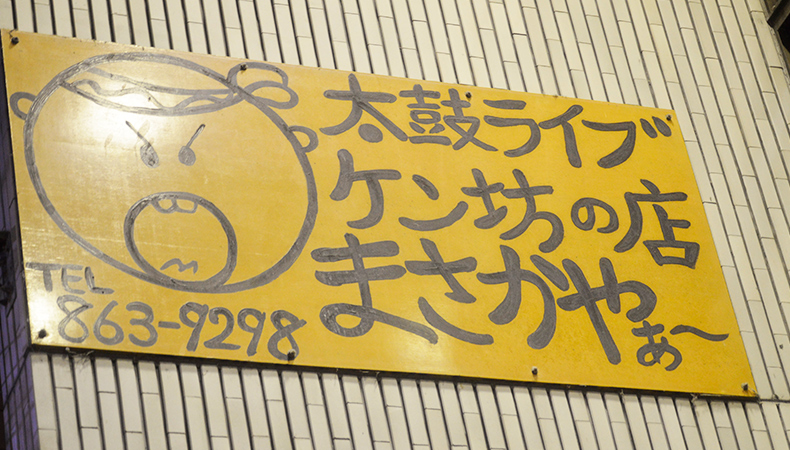 太鼓ライブ
ケン坊の店
まさかやぁ〜
TEL
863-9298